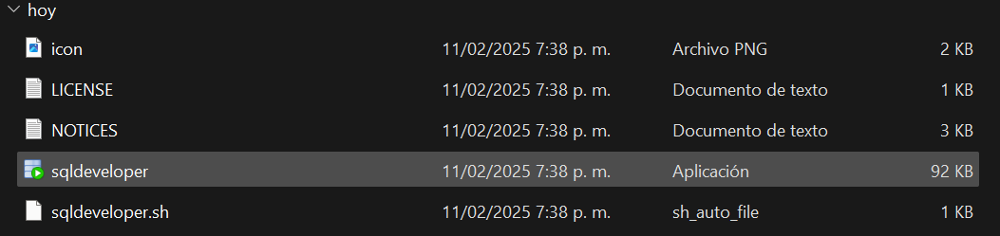 hoy
icon 11/02/2025 7:38 p. m. Archivo PNG 2 KB
LICENSE 11/02/2025 7:38 p. m. Documento de texto 1 KB
NOTICES 11/02/2025 7:38 p. m. Documento de texto 3 KB
sqldeveloper 11/02/2025 7:38 p. m. Aplicación 92 KB
sqldeveloper.sh 11/02/2025 7:38 p. m. sh_auto_file 1 KB